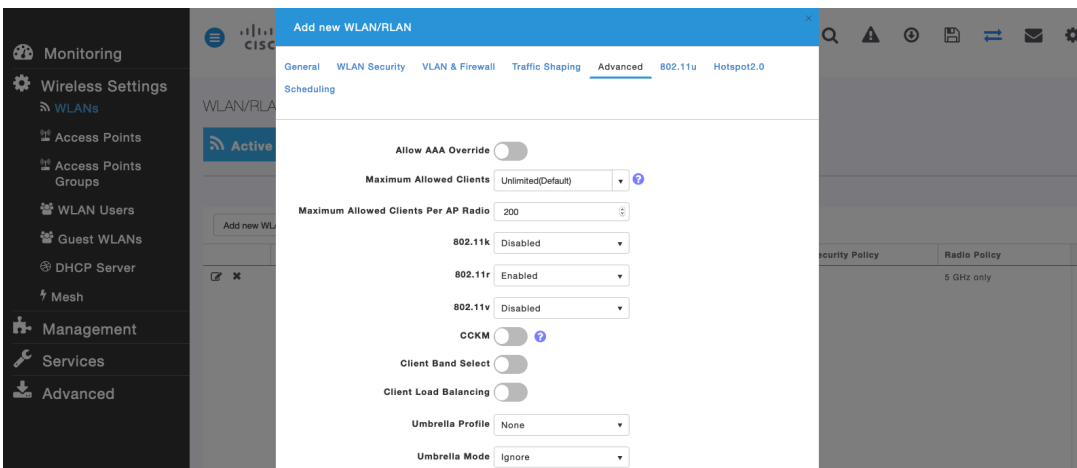 Add new WLAN/RLAN
×
CISC
Monitoring
Wireless Settings
WLANs
Access Points
Access Points
Groups
WLAN Users
Guest WLANs
DHCP Server
Mesh
Management
Services
Advanced
WLAN/RLA
Active
Add new WL
General WLAN Security VLAN & Firewall Traffic Shaping Advanced 802.11u Hotspot2.0
Scheduling
Allow AAA Override
Maximum Allowed Clients Unlimited(Default) ?
Maximum Allowed Clients Per AP Radio 200
802.11k Disabled
802.11r Enabled
802.11v Disabled
CCKM ?
Client Band Select
Client Load Balancing
Umbrella Profile None
Umbrella Mode Ignore
ecurity Policy Radio Policy
5 GHz only